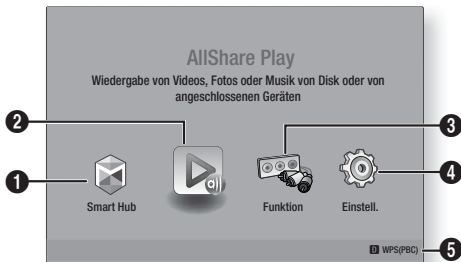 AllShare Play
Wiedergabe von Videos, Fotos oder Musik von Disk oder von
angeschlossenen Geräten
2
3
1
4
Smart Hub
Funktion
Einstell.
D WPS(PBC)
5